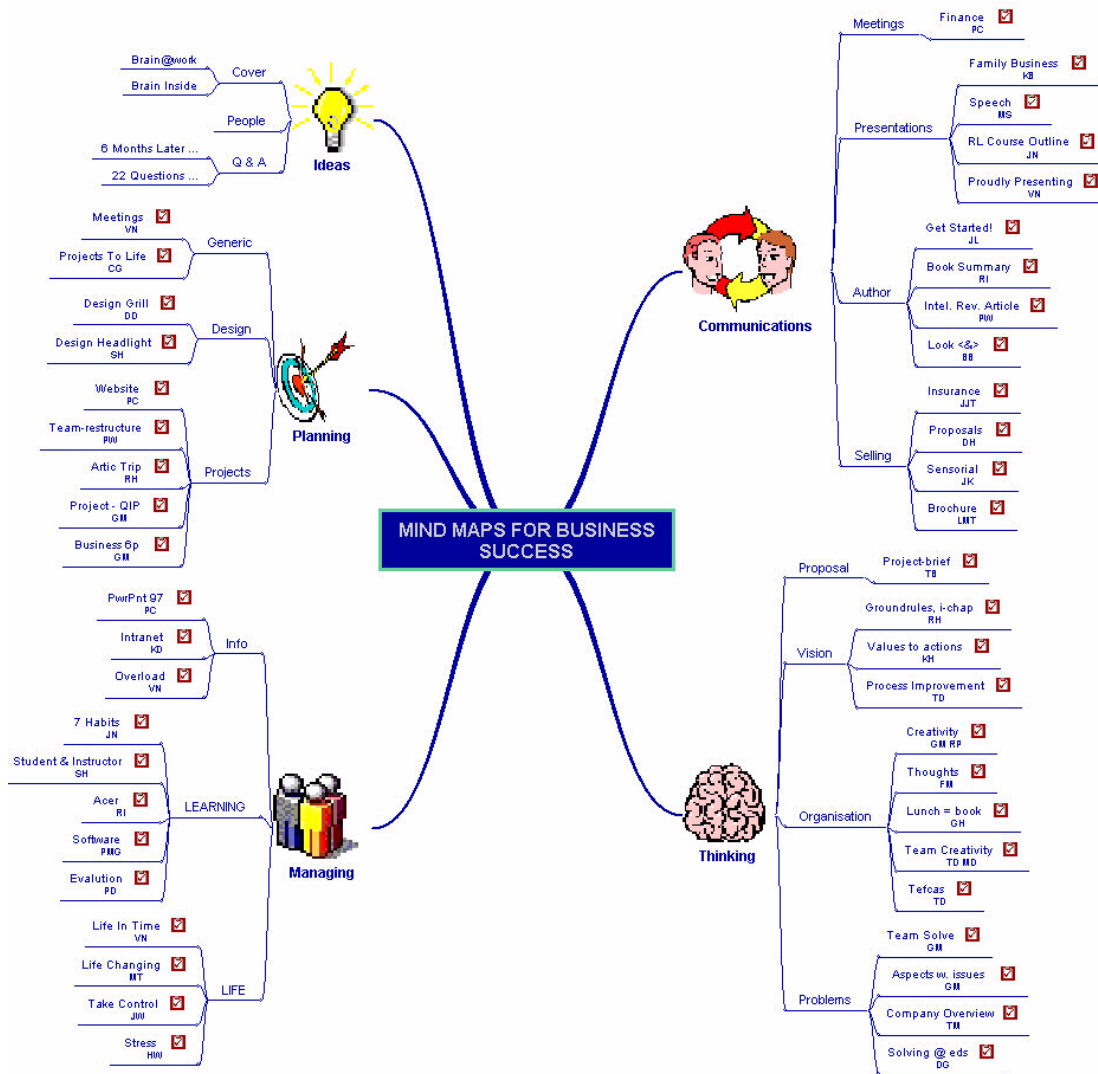 MIND MAPS FOR BUSINESS
SUCCESS
Ideas
Cover
Brain@work
Brain Inside
People
Q & A
6 Months Later ...
22 Questions ...
Planning
Generic
Meetings
VN
Projects To Life
CG
Design
Design Grill
DD
Design Headlight
SH
Projects
Website
PC
Team-restructure
PW
Artic Trip
RH
Project - QIP
GM
Business 6p
GM
Managing
Info
PwrPnt 97
PC
Intranet
KD
Overload
VN
LEARNING
7 Habits
JN
Student & Instructor
SH
Acer
RI
Software
PMG
Evalution
PD
LIFE
Life In Time
VN
Life Changing
MT
Take Control
JW
Stress
HW
Communications
Meetings
Finance
PC
Presentations
Family Business
KB
Speech
MS
RL Course Outline
JN
Proudly Presenting
VN
Author
Get Started!
JL
Book Summary
RI
Intel. Rev. Article
PW
Look <&>
BB
Selling
Insurance
JJT
Proposals
DH
Sensorial
JK
Brochure
LMT
Thinking
Proposal
Project-brief
TB
Vision
Groundrules, i-chap
RH
Values to actions
KH
Process Improvement
TD
Organisation
Creativity
GM RP
Thoughts
FM
Lunch = book
GH
Team Creativity
TD MD
Tefcas
TD
Problems
Team Solve
GM
Aspects w. issues
GM
Company Overview
TM
Solving @ eds
DG